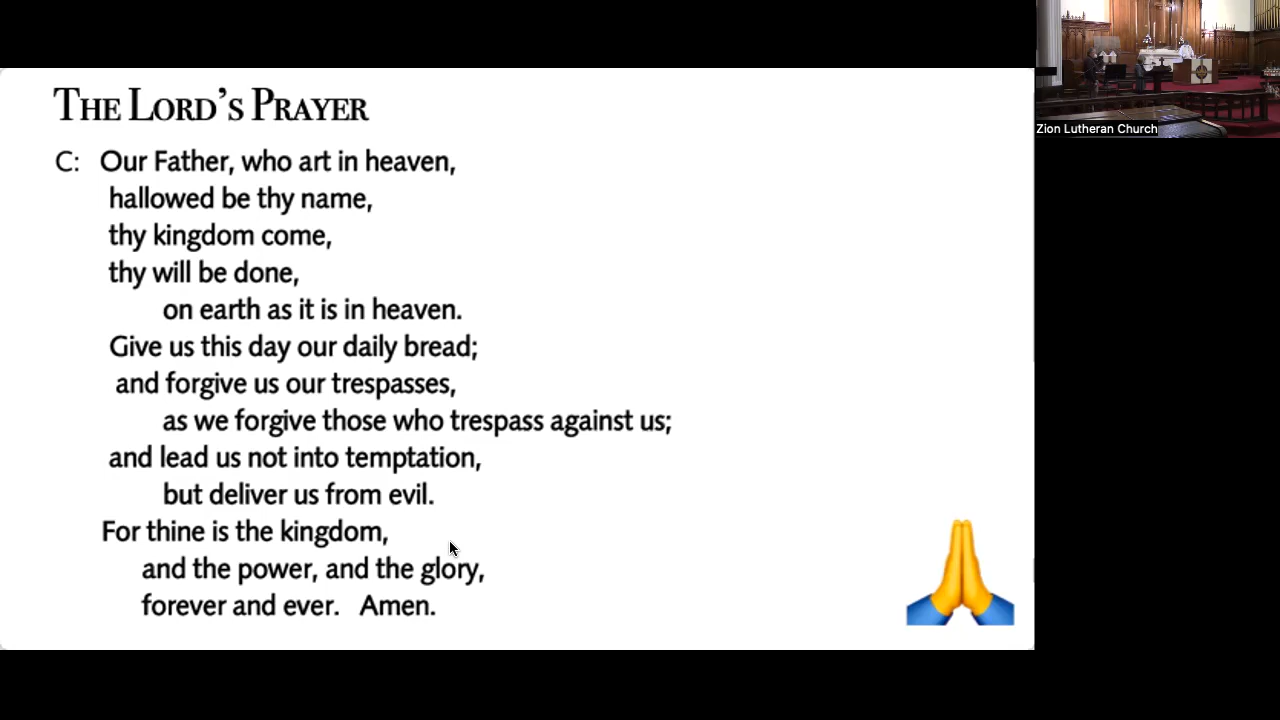 THE LORD'S PRAYER
C: Our Father, who art in heaven,
hallowed be thy name,
thy kingdom come,
thy will be done,
on earth as it is in heaven.
Give us this day our daily bread;
and forgive us our trespasses,
as we forgive those who trespass against us;
and lead us not into temptation,
but deliver us from evil.
For thine is the kingdom,
and the power, and the glory,
forever and ever. Amen.
Zion Lutheran Church